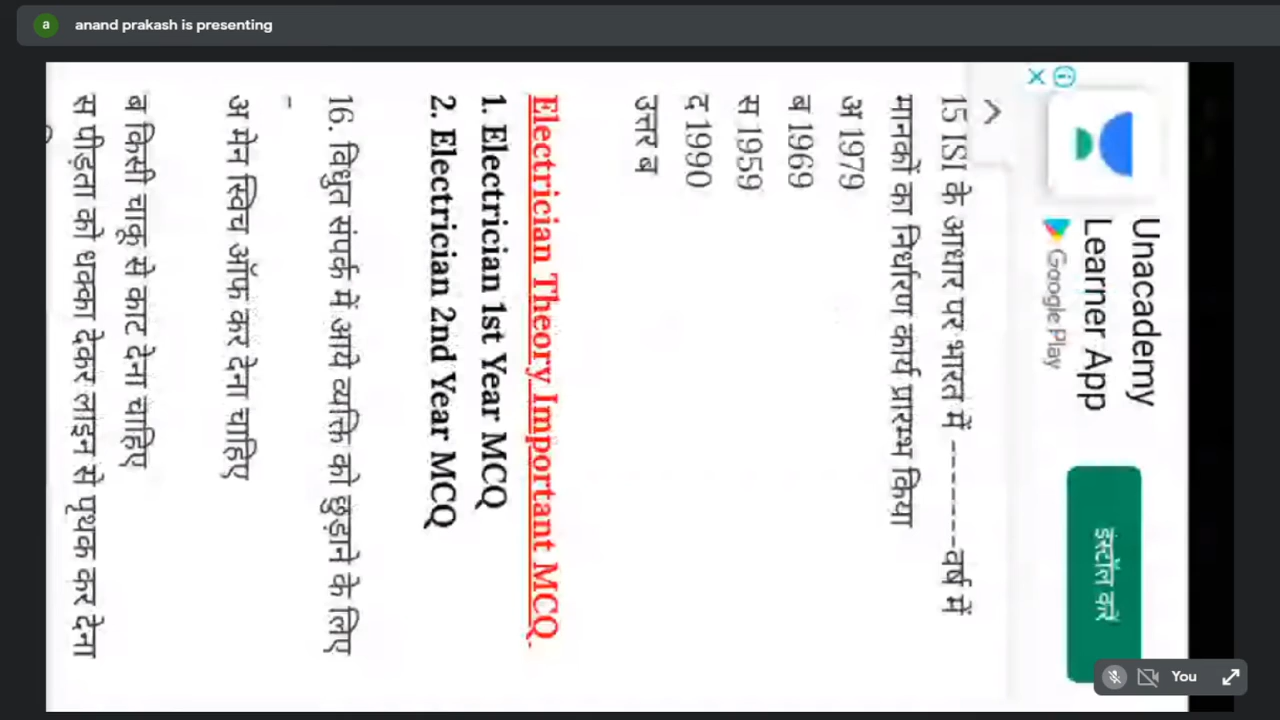 a
anand prakash is presenting
Unacademy
Learner App
Google Play
इंस्टॉल करें
15 ISI के आधार पर भारत में --------वर्ष में
मानकों का निर्धारण कार्य प्रारम्भ किया
अ 1979
ब 1969
स 1959
द 1990
उत्तर ब
Electrician Theory Important MCQ
1. Electrician 1st Year MCQ
2. Electrician 2nd Year MCQ
16. विधुत संपर्क में आये व्यक्ति को छुड़ाने के लिए
-
अ मेन स्विच ऑफ कर देना चाहिए
ब किसी चाकू से काट देना चाहिए
स पीड़ता को धक्का देकर लाइन से पृथक कर देना
You